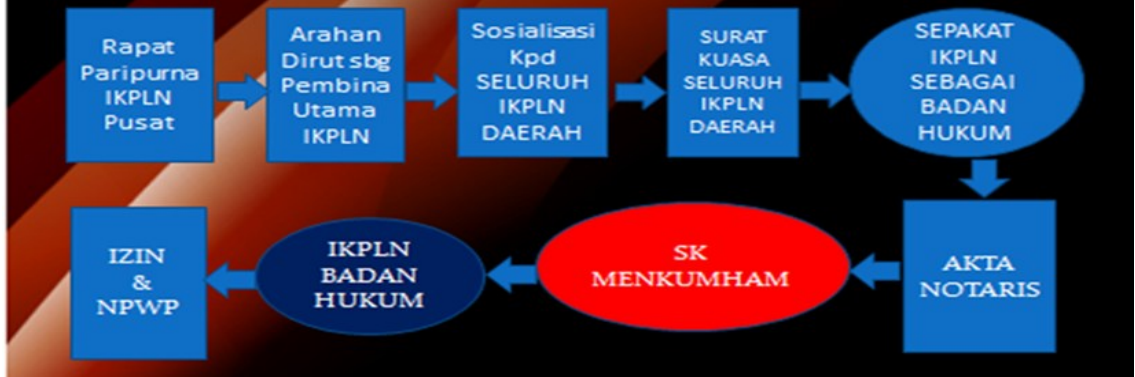 Rapat
Paripurna
IKPLN
Pusat
Arahan
Dirut sbg
Pembina
Utama
IKPLN
Sosialisasi
Kpd
SELURUH
IKPLN
DAERAH
SURAT
KUASA
SELURUH
IKPLN
DAERAH
SEPAKAT
IKPLN
SEBAGAI
BADAN
HUKUM
AKTA
NOTARIS
SK
MENKUMHAM
IKPLN
BADAN
HUKUM
IZIN
&
NPWP